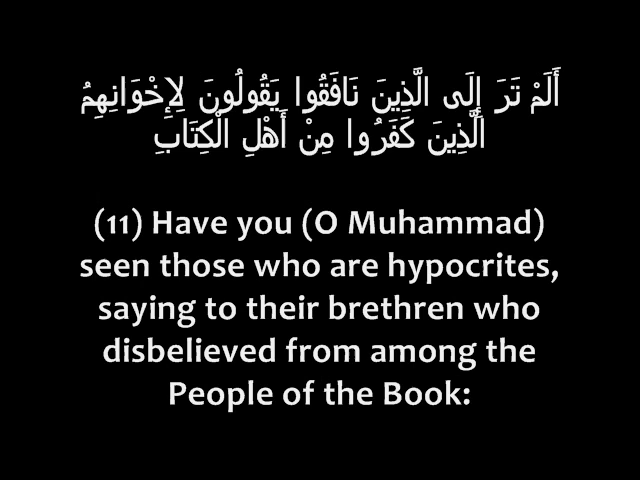 أَلَمْ تَرَ إِلَى الَّذِينَ نَافَقُوا يَقُولُونَ لِإِخْوَانِهِمُ
الَّذِينَ كَفَرُوا مِنْ أَهْلِ الْكِتَابِ
(11) Have you (O Muhammad)
seen those who are hypocrites,
saying to their brethren who
disbelieved from among the
People of the Book: